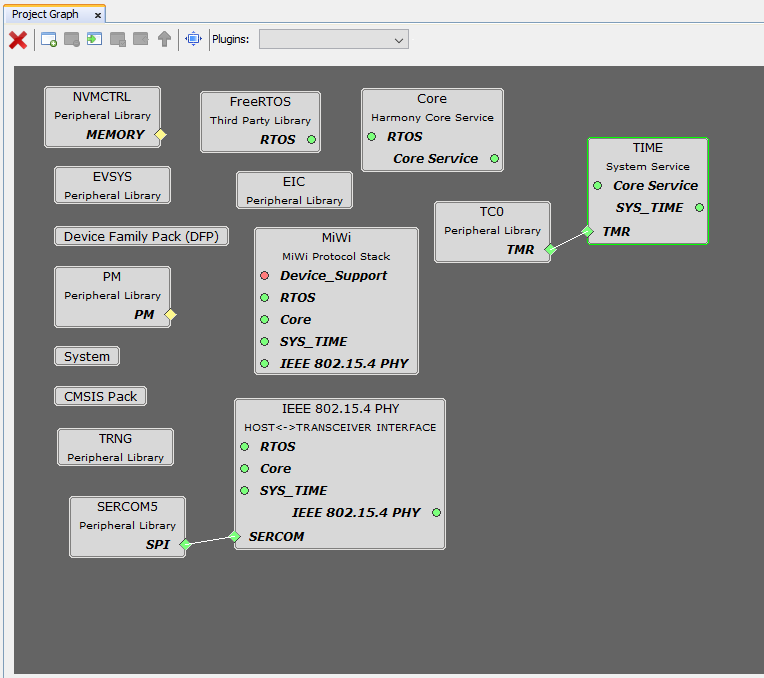 Project Graph
Plugins:
NVMCTRL
Peripheral Library
MEMORY
FreeRTOS
Third Party Library
RTOS
Core
Harmony Core Service
RTOS
Core Service
TIME
System Service
Core Service
SYS_TIME
TMR
EVSYS
Peripheral Library
EIC
Peripheral Library
TC0
Peripheral Library
TMR
Device Family Pack (DFP)
MiWi
MiWi Protocol Stack
Device_Support
RTOS
Core
SYS_TIME
IEEE 802.15.4 PHY
PM
Peripheral Library
PM
System
CMSIS Pack
IEEE 802.15.4 PHY
HOST<->TRANSCEIVER INTERFACE
RTOS
Core
SYS_TIME
IEEE 802.15.4 PHY
SERCOM
TRNG
Peripheral Library
SERCOM5
Peripheral Library
SPI